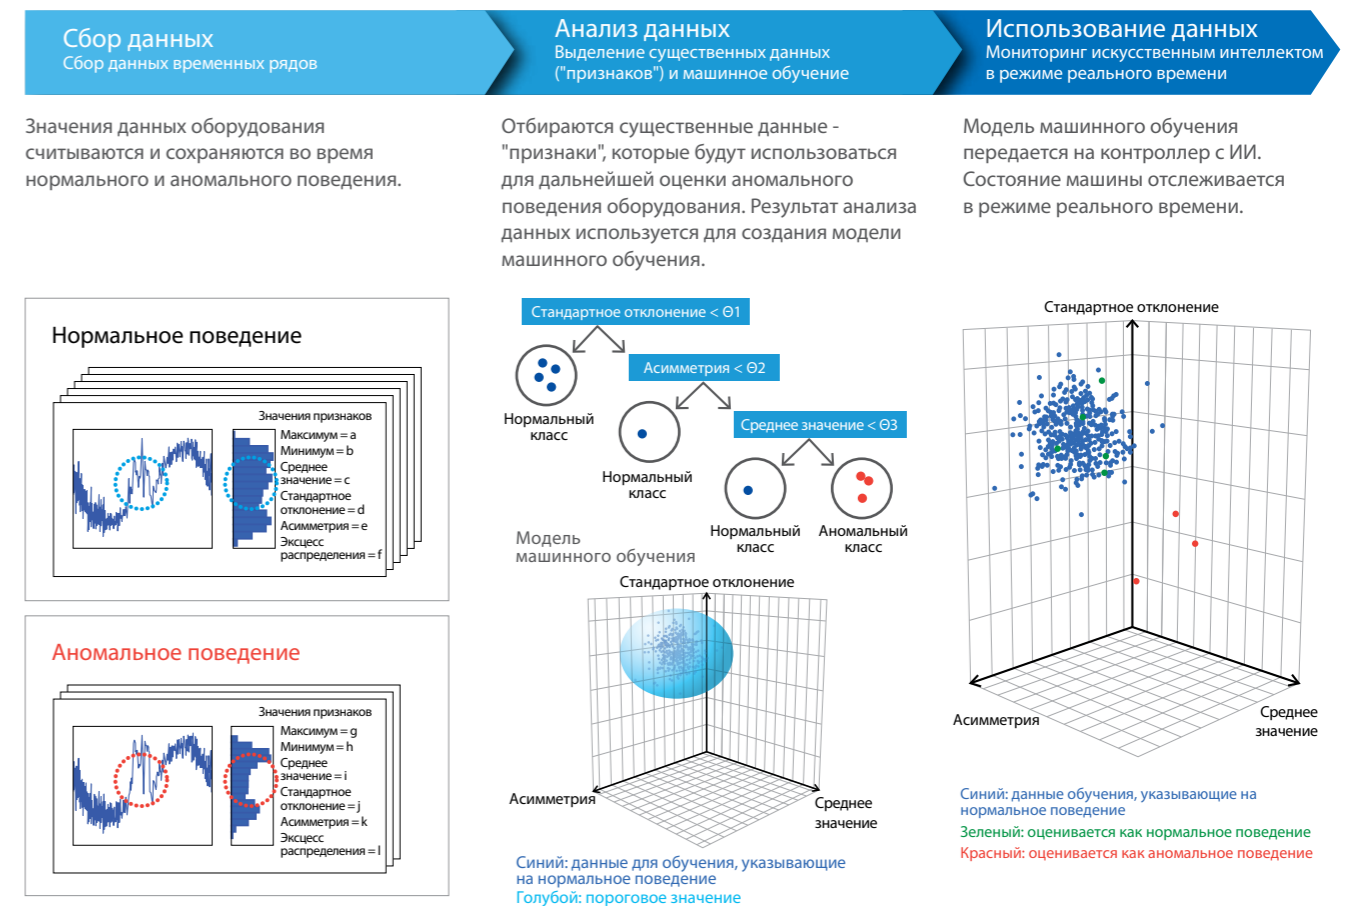 Сбор данных
Сбор данных временных рядов
Анализ данных
Выделение существенных данных
("признаков") и машинное обучение
Использование данных
Мониторинг искусственным интеллектом
в режиме реального времени
Значения данных оборудования
считываются и сохраняются во время
нормального и аномального поведения.
Отбираются существенные данные -
"признаки", которые будут использоваться
для дальнейшей оценки аномального
поведения оборудования. Результат анализа
данных используется для создания модели
машинного обучения.
Модель машинного обучения
передается на контроллер с ИИ.
Состояние машины отслеживается
в режиме реального времени.
Нормальное поведение
Значения признаков
Максимум = a
Минимум = b
Среднее
значение = c
Стандартное
отклонение = d
Асимметрия = e
Эксцесс
распределения = f
Аномальное поведение
Значения признаков
Максимум = g
Минимум = h
Среднее
значение = i
Стандартное
отклонение = j
Асимметрия = k
Эксцесс
распределения = l
Стандартное отклонение < Θ1
Нормальный
класс
Асимметрия < Θ2
Нормальный
класс
Среднее значение < Θ3
Нормальный
класс
Аномальный
класс
Модель
машинного обучения
Стандартное отклонение
Асимметрия
Среднее
значение
Синий: данные для обучения, указывающие
на нормальное поведение
Голубой: пороговое значение
Стандартное отклонение
Асимметрия
Среднее
значение
Синий: данные обучения, указывающие на
нормальное поведение
Зеленый: оценивается как нормальное поведение
Красный: оценивается как аномальное поведение